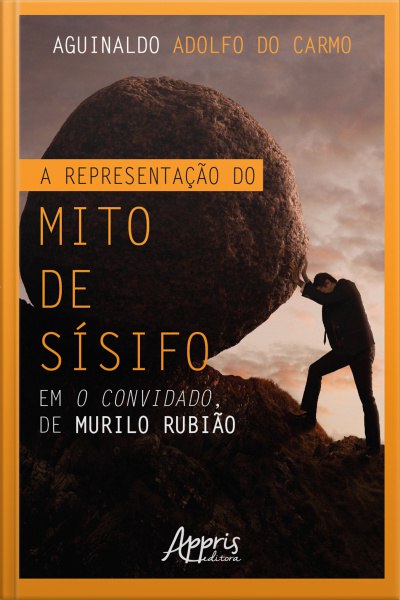 AGUINALDO ADOLFO DO CARMO
A REPRESENTAÇÃO DO
MITO
DE
SÍSIFO
EM O CONVIDADO,
DE MURILO RUBIÃO
Appris
editora